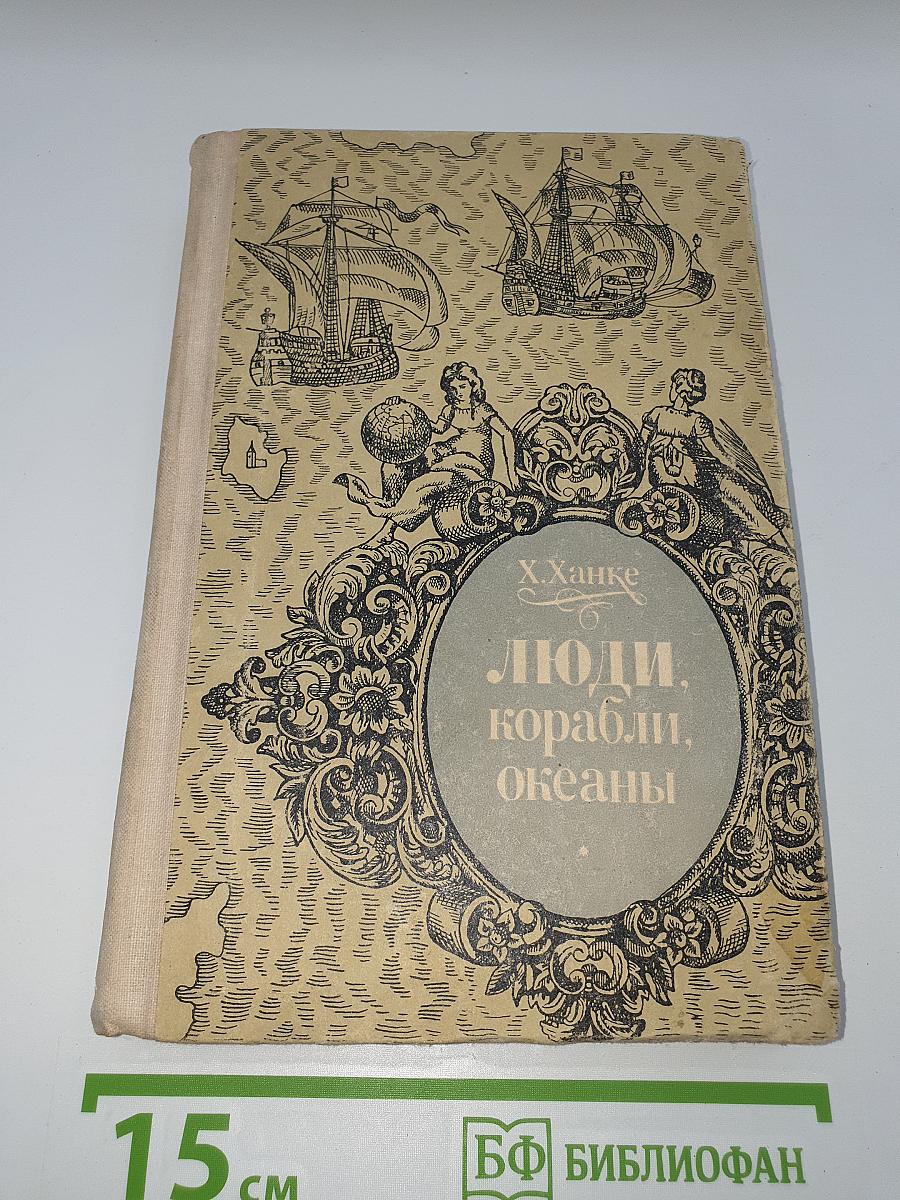 Х.Ханке
ЛЮДИ,
корабли,
океаны
15 см
БФ БИБЛИОФАН